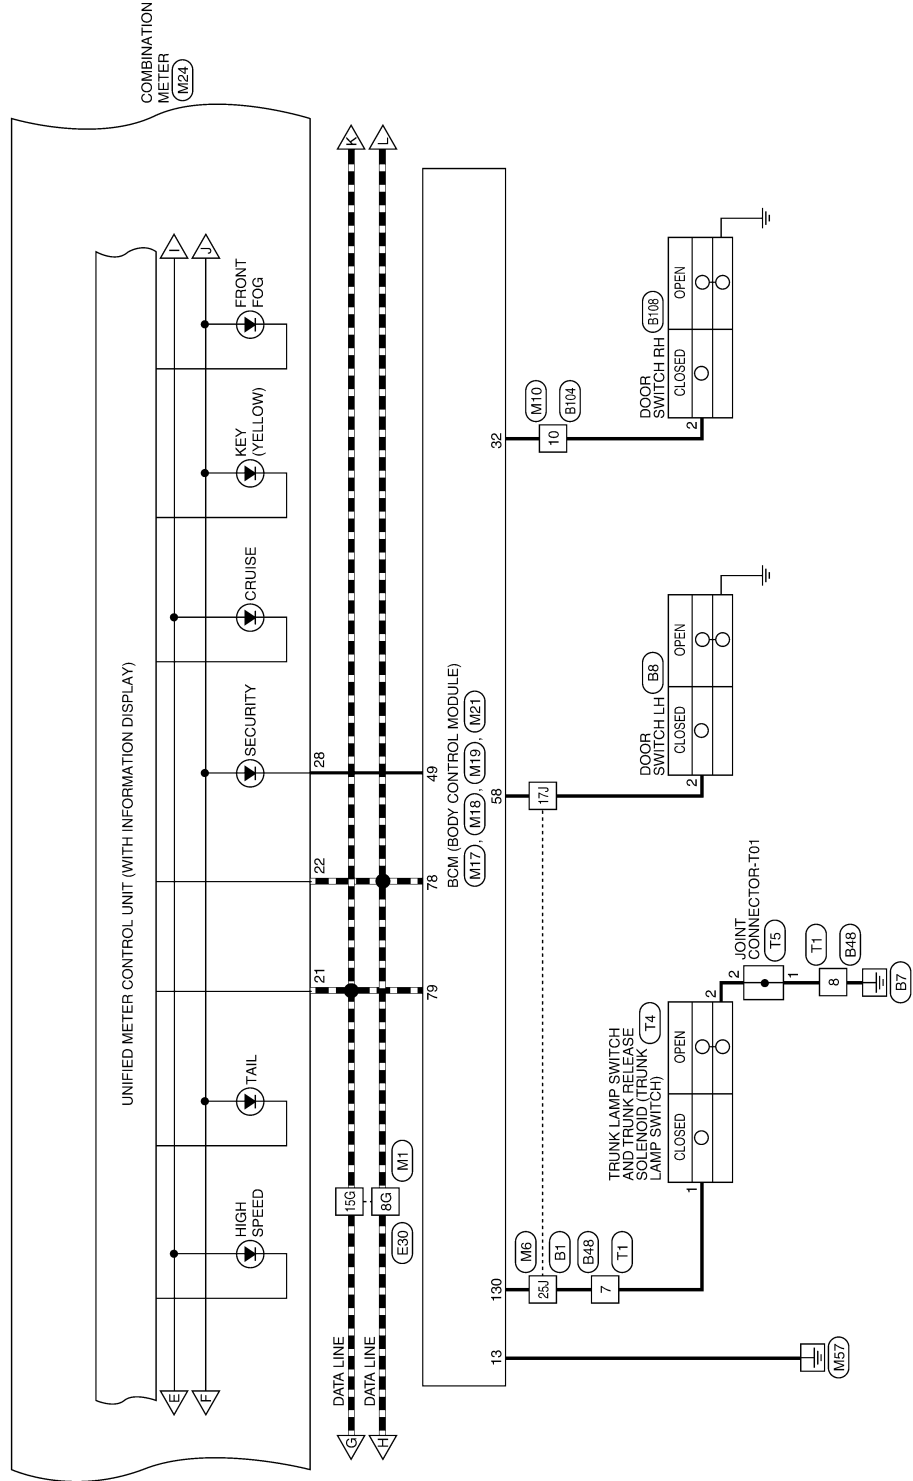 COMBINATION
METER
M24
UNIFIED METER CONTROL UNIT (WITH INFORMATION DISPLAY)
E
I
F
J
HIGH
SPEED
TAIL
SECURITY
CRUISE
KEY
(YELLOW)
FRONT
FOG
21
22
28
DATA LINE
G
15G
K
DATA LINE
H
8G
L
E30
M1
79
78
49
BCM (BODY CONTROL MODULE)
M17 , M18 , M19 , M21
13
130
58
32
M57
25J
M6
B1
7
B48
T1
17J
10
M10
B104
TRUNK LAMP SWITCH
AND TRUNK RELEASE
SOLENOID (TRUNK
LAMP SWITCH)
T4
1
CLOSED
OPEN
2
JOINT
CONNECTOR-T01
T5
2
1
8
T1
B48
B7
DOOR
SWITCH LH
B8
2
CLOSED
OPEN
DOOR
SWITCH RH
B108
2
CLOSED
OPEN